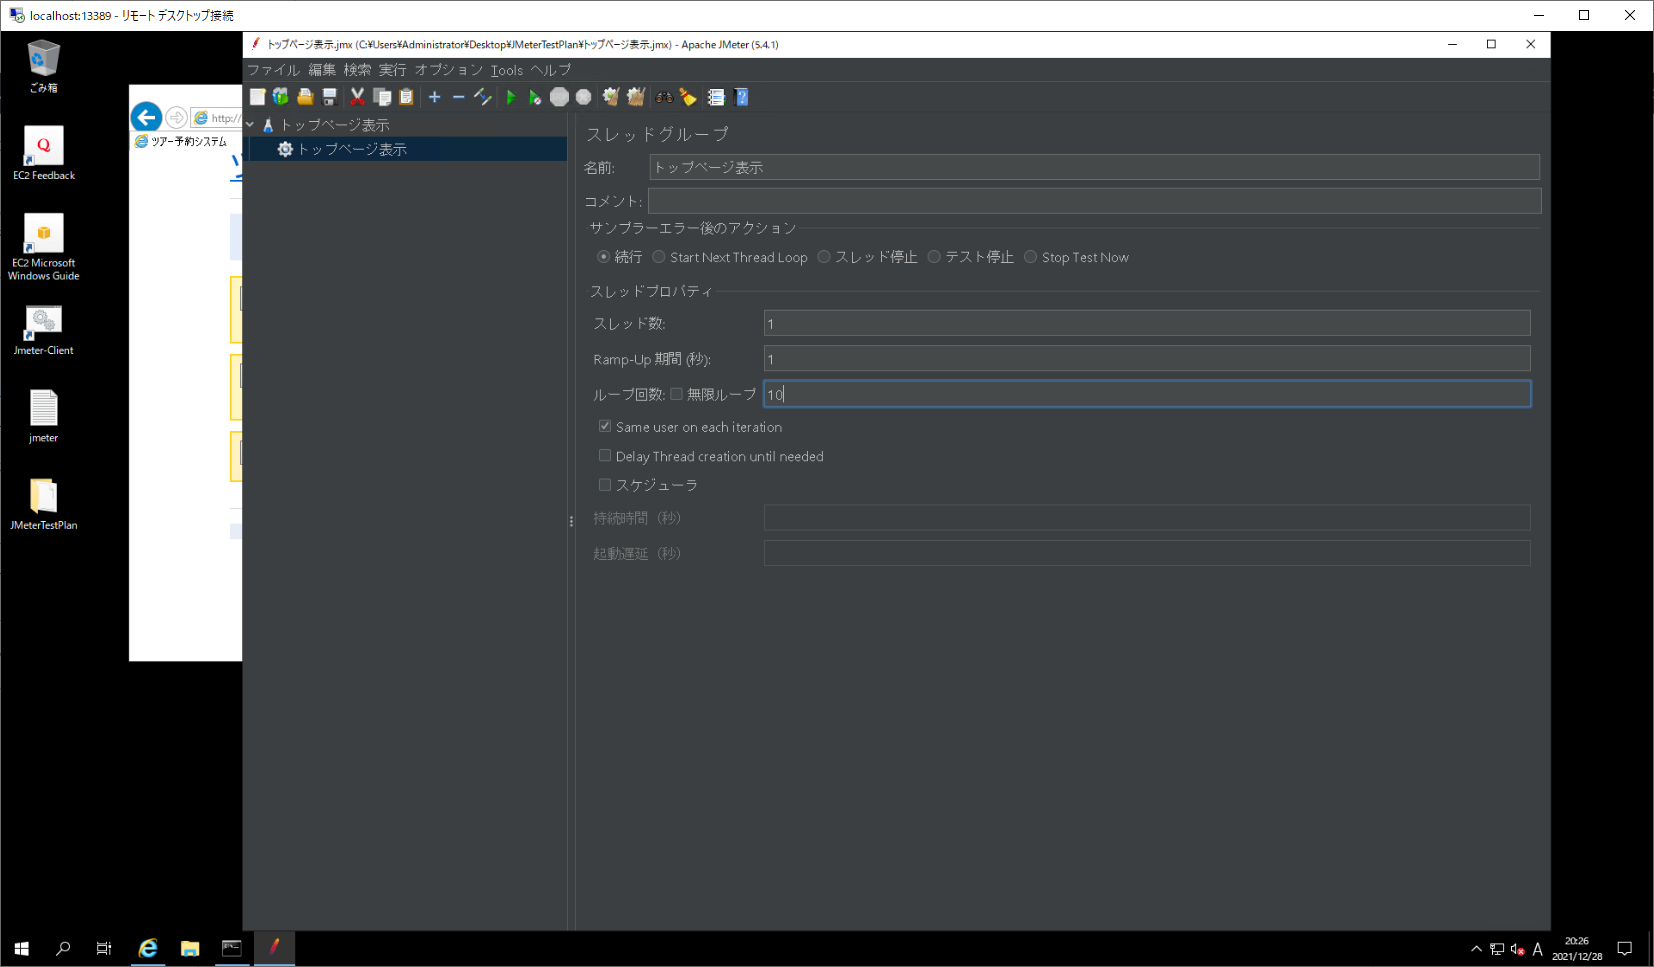 localhost:13389 - リモート デスクトップ接続
トップページ表示.jmx (C:¥Users¥Administrator¥Desktop¥JMeterTestPlan¥トップページ表示.jmx) - Apache JMeter (5.4.1)
ファイル 編集 検索 実行 オプション Tools ヘルプ
ごみ箱
EC2 Feedback
EC2 Microsoft
Windows Guide
Jmeter-Client
jmeter
JMeterTestPlan
http://
ツアー予約システム
トップページ表示
トップページ表示
スレッドグループ
名前: トップページ表示
コメント:
サンプラーエラー後のアクション
続行 Start Next Thread Loop スレッド停止 テスト停止 Stop Test Now
スレッドプロパティ
スレッド数: 1
Ramp-Up 期間 (秒): 1
ループ回数: 無限ループ 10
Same user on each iteration
Delay Thread creation until needed
スケジューラ
持続時間 (秒)
起動遅延 (秒)
A
20:26
2021/12/28